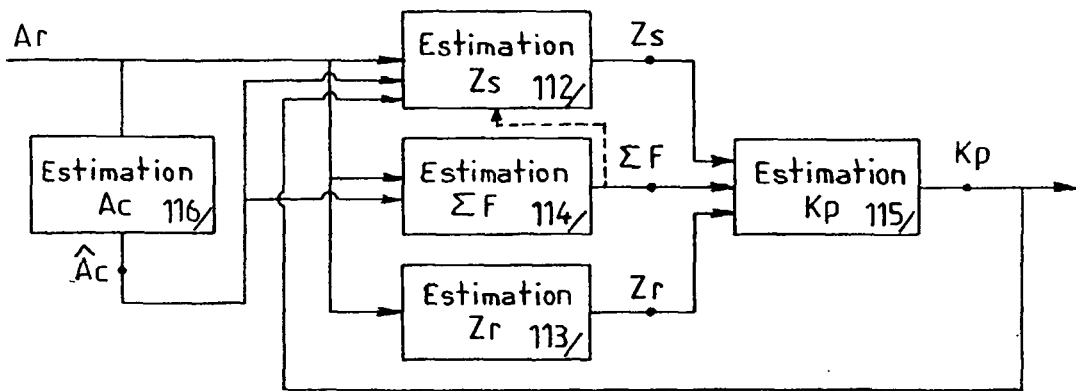 Ar
Estimation
Zs 112
Zs
Estimation
Ac 116
Âc
Estimation
ΣF 114
ΣF
Estimation
Kp 115
Kp
Estimation
Zr 113
Zr